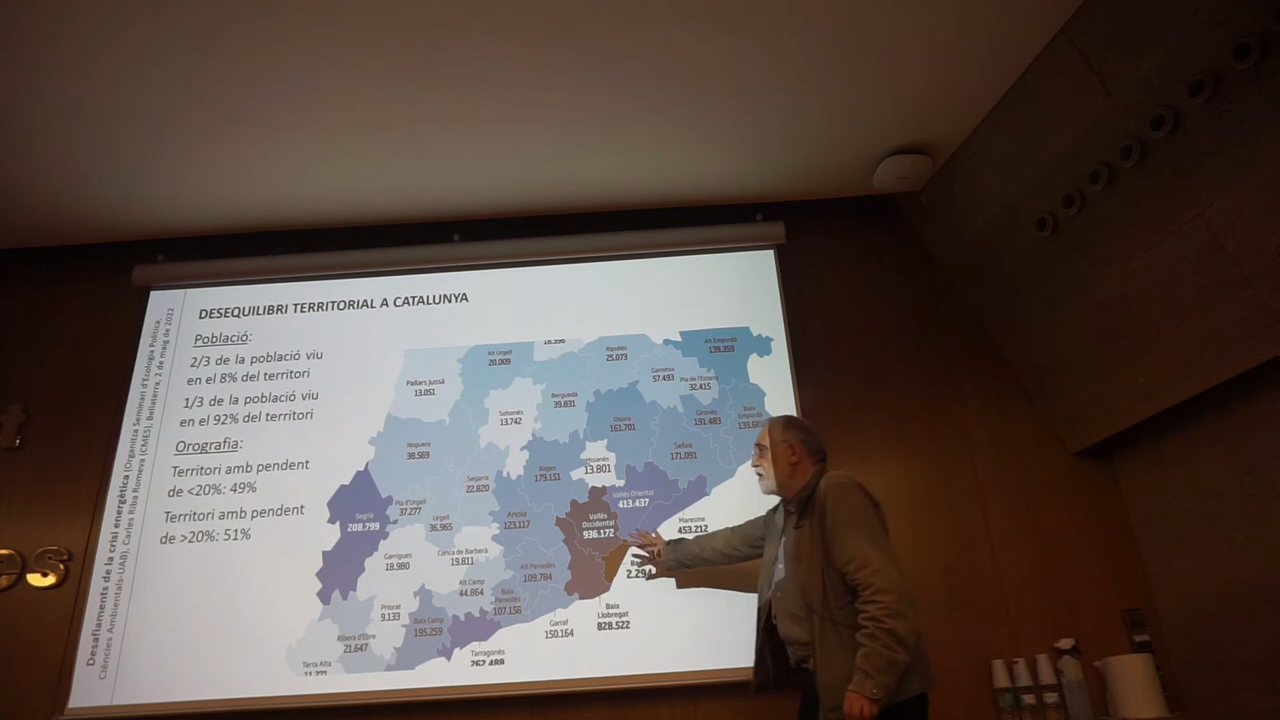 DESEQUILIBRI TERRITORIAL A CATALUNYA
Població:
2/3 de la població viu
en el 8% del territori
1/3 de la població viu
en el 92% del territori
Orografia:
Territori amb pendent
de <20%: 49%
Territori amb pendent
de >20%: 51%
Desafiaments de la crisi energètica (Organitza Seminari d'Ecologia Política,
Ciències Ambientals-UAB), Carles Riba Romeva (CMES), Bellaterra, 2 de maig de 2022
Alt Urgell
20.009
Ripollès
25.073
Alt Empordà
139.359
Pallars Jussà
13.051
Garrotxa
57.493
Pla de l'Estany
32.415
Berguedà
39.831
Solsonès
13.742
Osona
161.701
Gironès
191.483
Baix
Empordà
Noguera
38.569
Selva
171.091
Moianès
13.801
Bages
179.151
Segarra
22.820
Vallès Oriental
413.437
Pla d'Urgell
37.277
Segrià
208.799
Urgell
36.965
Anoia
123.117
Vallès
Occidental
936.172
Maresme
453.212
Garrigues
18.980
Conca de Barberà
19.811
Alt Penedès
109.784
Alt Camp
44.864
Baix
Penedès
107.156
Priorat
9.133
Baix Camp
195.259
Garraf
150.164
Baix
Llobregat
828.522
Ribera d'Ebre
21.647
Tarragonès
262.488
Terra Alta